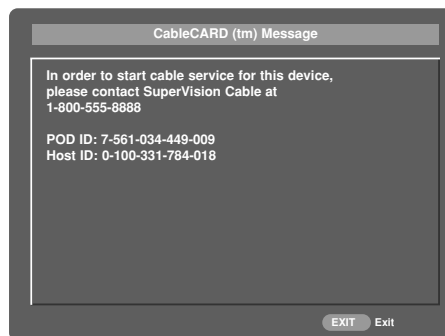 CableCARD (tm) Message
In order to start cable service for this device,
please contact SuperVision Cable at
1-800-555-8888
POD ID: 7-561-034-449-009
Host ID: 0-100-331-784-018
EXIT Exit